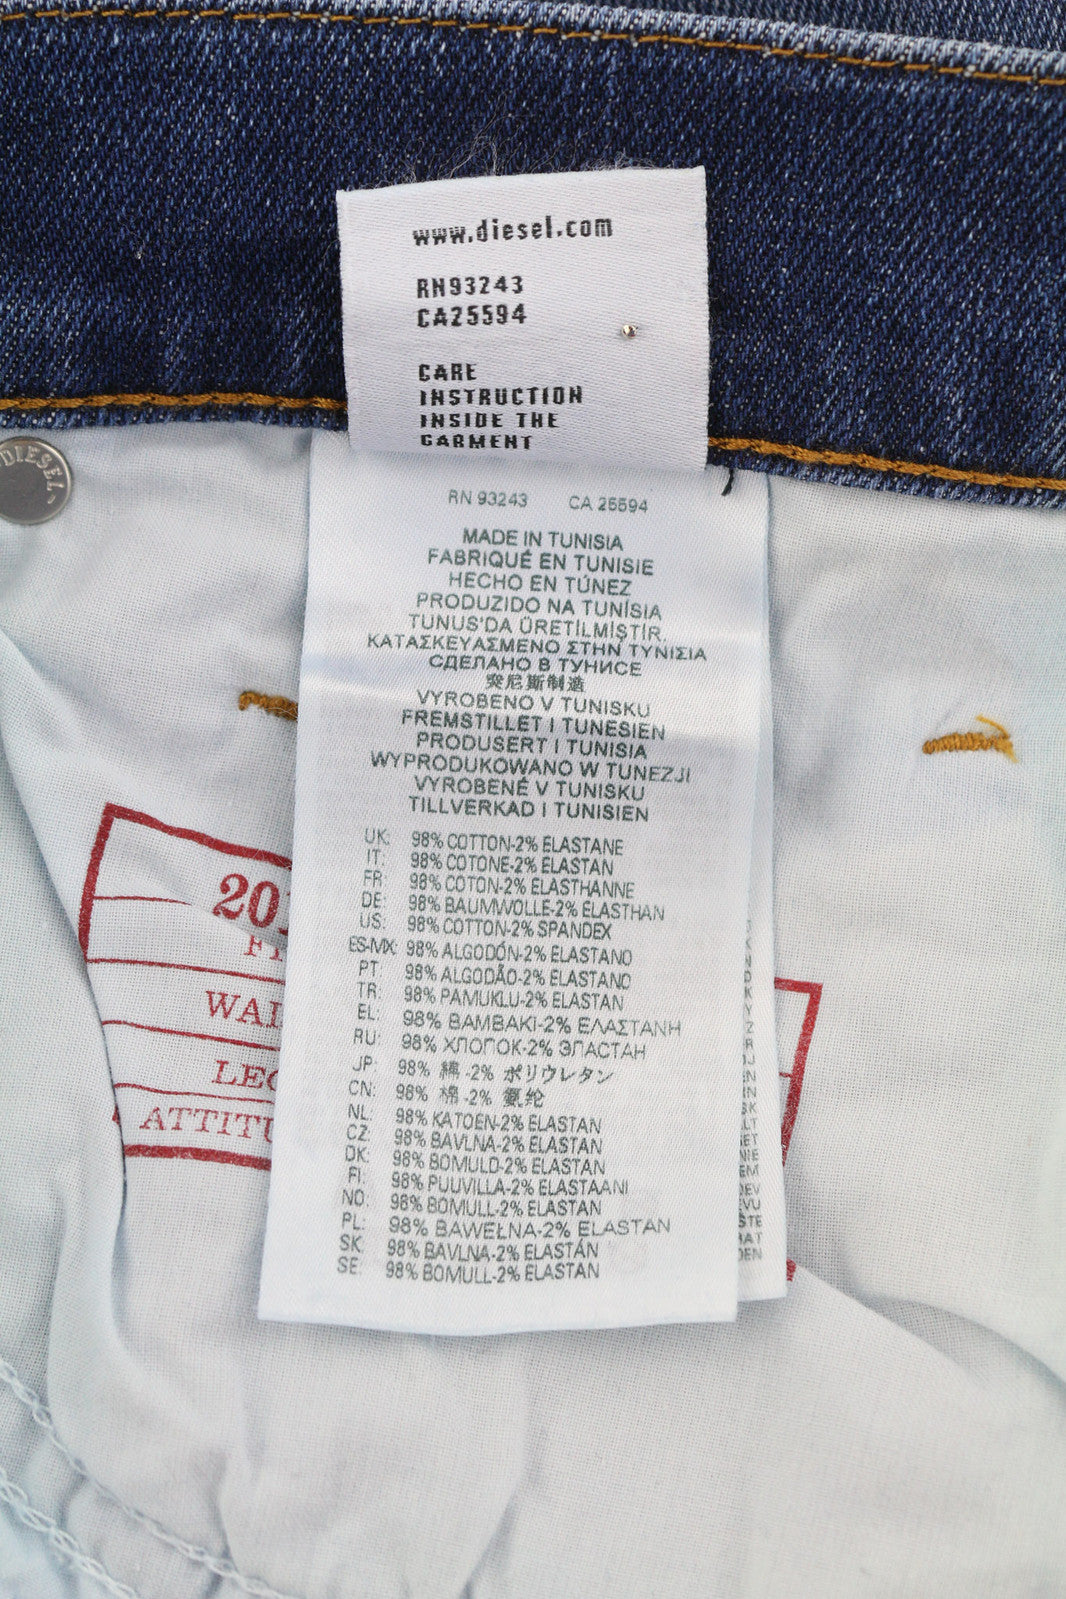 www.diesel.com
RN93243
CA25594
CARE
INSTRUCTION
INSIDE THE
GARMENT
DIESEL
RN 93243 CA 25594
MADE IN TUNISIA
FABRIQUÉ EN TUNISIE
HECHO EN TÚNEZ
PRODUZIDO NA TUNÍSIA
TUNUS'DA ÜRETİLMİŞTİR.
ΚΑΤΑΣΚΕΥΑΣΜΕΝΟ ΣΤΗΝ ΤΥΝΙΣΙΑ
СДЕЛАНО В ТУНИСЕ
突尼斯制造
VYROBENO V TUNISKU
FREMSTILLET I TUNESIEN
PRODUSERT I TUNISIA
WYPRODUKOWANO W TUNEZJI
VYROBENÉ V TUNISKU
TILLVERKAD I TUNISIEN
UK: 98% COTTON-2% ELASTANE
IT: 98% COTONE-2% ELASTAN
FR: 98% COTON-2% ELASTHANNE
DE: 98% BAUMWOLLE-2% ELASTHAN
US: 98% COTTON-2% SPANDEX
ES-MX: 98% ALGODÓN-2% ELASTANO
PT: 98% ALGODÃO-2% ELASTANO
TR: 98% PAMUKLU-2% ELASTAN
EL: 98% ΒΑΜΒΑΚΙ-2% ΕΛΑΣΤΑΝΗ
RU: 98% ХЛОПОК-2% ЭЛАСТАН
JP: 98% 綿 -2% ポリウレタン
CN: 98% 棉 -2% 氨纶
NL: 98% KATOEN-2% ELASTAN
CZ: 98% BAVLNA-2% ELASTAN
DK: 98% BOMULD-2% ELASTAN
FI: 98% PUUVILLA-2% ELASTAANI
NO: 98% BOMULL-2% ELASTAN
PL: 98% BAWEŁNA-2% ELASTAN
SK: 98% BAVLNA-2% ELASTÁN
SE: 98% BOMULL-2% ELASTAN